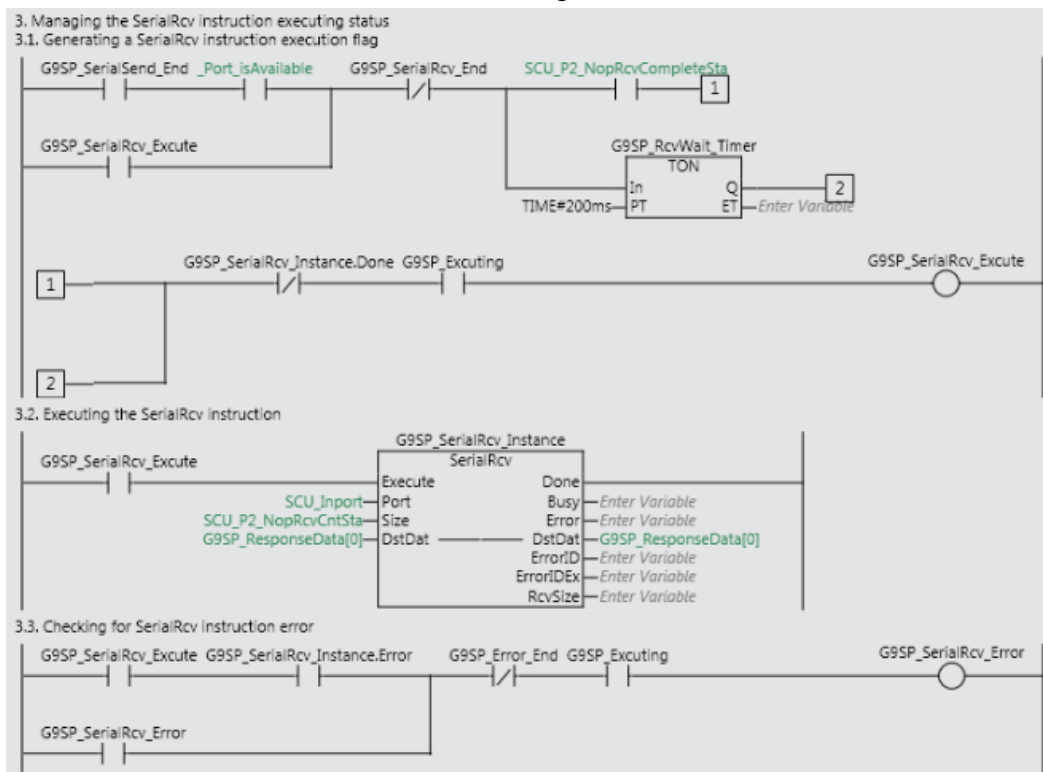 3. Managing the SerialRcv instruction executing status
3.1. Generating a SerialRcv instruction execution flag
G9SP_SerialSend_End _Port_isAvailable G9SP_SerialRcv_End SCU_P2_NopRcvCompleteSta
1
G9SP_SerialRcv_Excute
G9SP_RcvWait_Timer
TON
In Q
2
TIME#200ms PT ET Enter Variable
G9SP_SerialRcv_Instance.Done G9SP_Excuting G9SP_SerialRcv_Excute
1
2
3.2. Executing the SerialRcv instruction
G9SP_SerialRcv_Instance
G9SP_SerialRcv_Excute SerialRcv
Execute Done
SCU_Inport Port Busy Enter Variable
SCU_P2_NopRcvCntSta Size Error Enter Variable
G9SP_ResponseData[0] DstDat DstDat G9SP_ResponseData[0]
ErrorID Enter Variable
ErrorIDEx Enter Variable
RcvSize Enter Variable
3.3. Checking for SerialRcv instruction error
G9SP_SerialRcv_Excute G9SP_SerialRcv_Instance.Error G9SP_Error_End G9SP_Excuting G9SP_SerialRcv_Error
G9SP_SerialRcv_Error